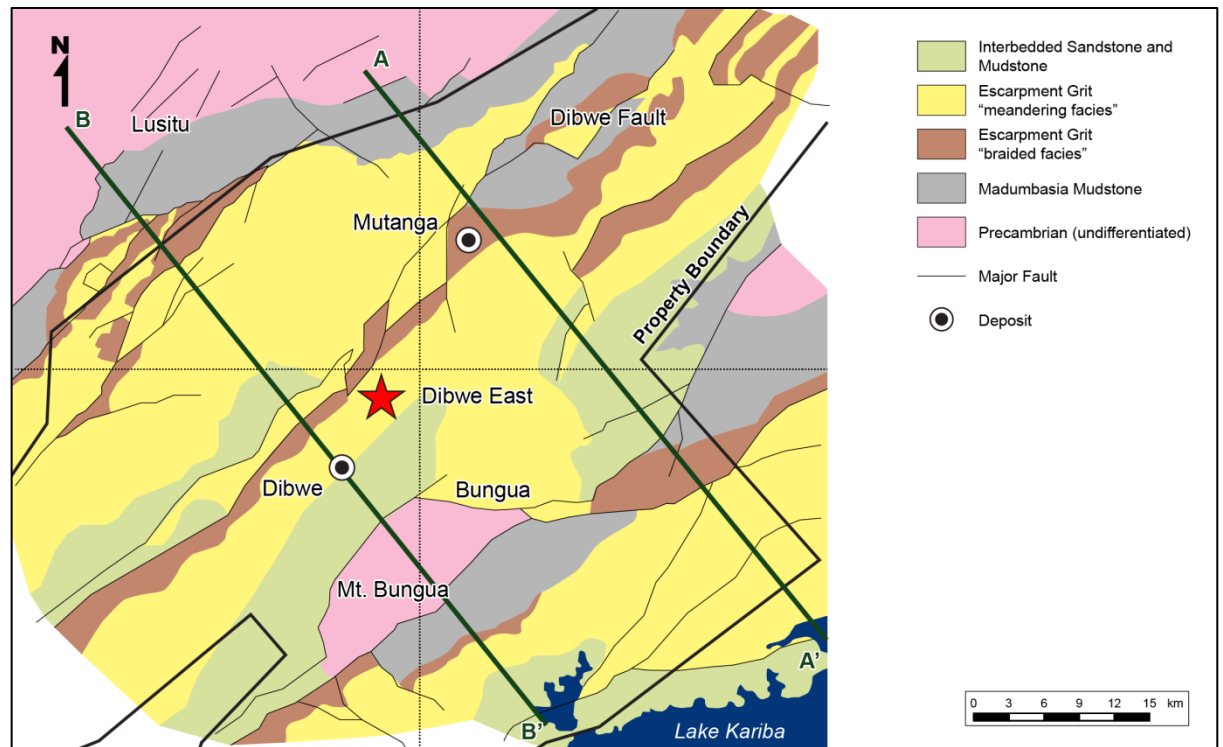 N
A
B
Lusitu
Dibwe Fault
Mutanga
Property Boundary
Dibwe East
Dibwe
Bungua
Mt. Bungua
A'
B'
Lake Kariba
Interbedded Sandstone and
Mudstone
Escarpment Grit
“meandering facies”
Escarpment Grit
“braided facies”
Madumbasia Mudstone
Precambrian (undifferentiated)
Major Fault
Deposit
0 3 6 9 12 15 km